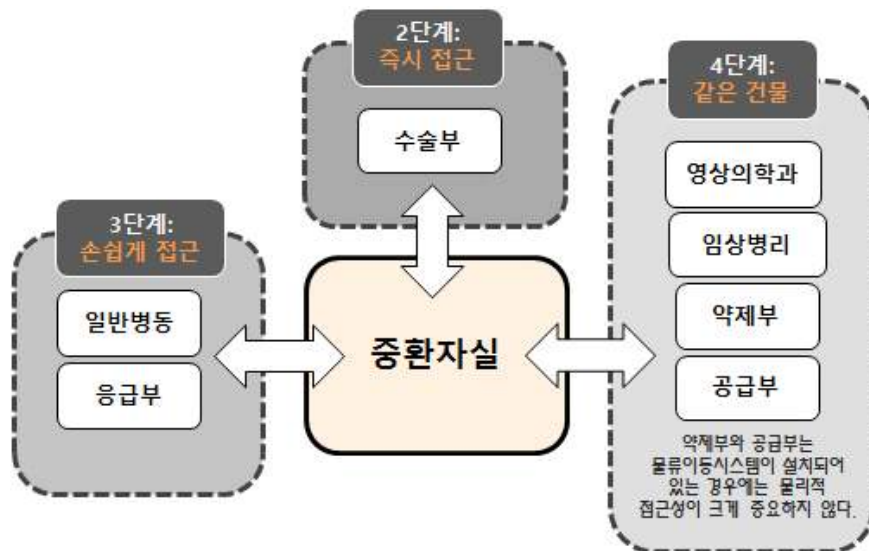 2단계:
즉시 접근
수술부
3단계:
손쉽게 접근
일반병동
응급부
중환자실
4단계:
같은 건물
영상의학과
임상병리
약제부
공급부
약제부와 공급부는
물류이동시스템이 설치되어
있는 경우에는 물리적
접근성이 크게 중요하지 않다.